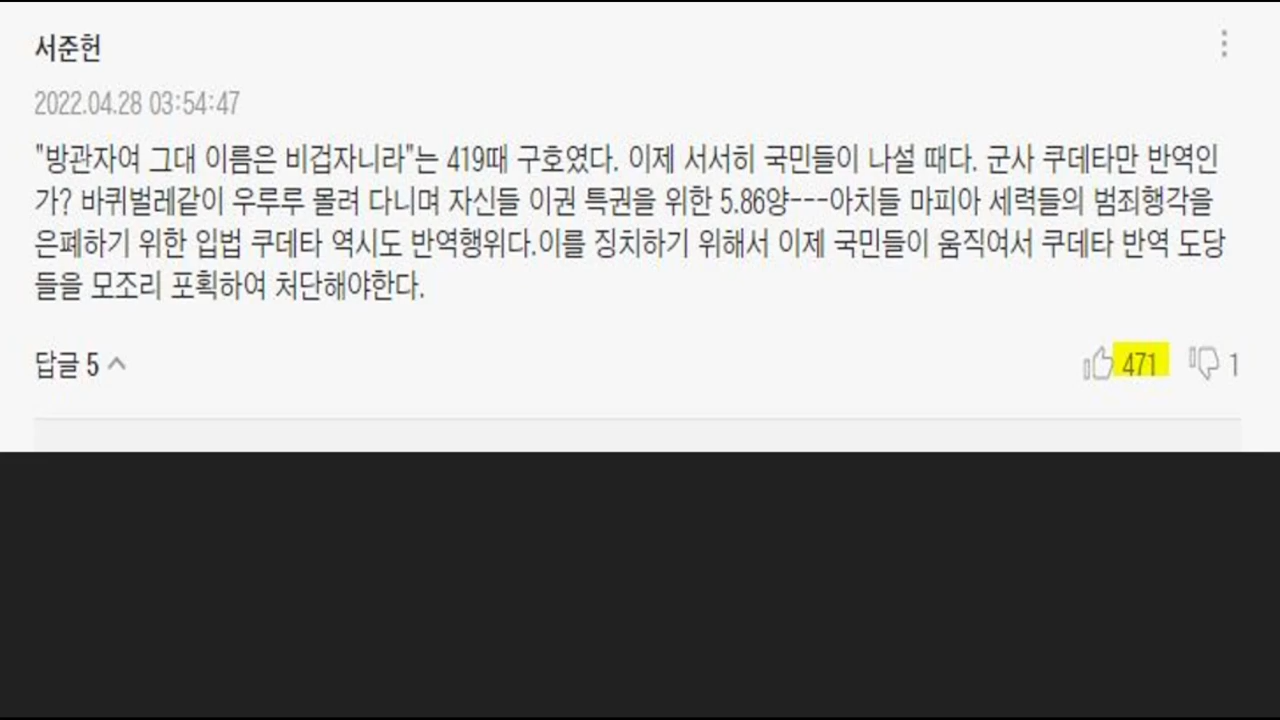 서준헌
2022.04.28 03:54:47
"방관자여 그대 이름은 비겁자니라"는 419때 구호였다. 이제 서서히 국민들이 나설 때다. 군사 쿠데타만 반역인
가? 바퀴벌레같이 우루루 몰려 다니며 자신들 이권 특권을 위한 5.86양---아치들 마피아 세력들의 범죄행각을
은폐하기 위한 입법 쿠데타 역시도 반역행위다.이를 징치하기 위해서 이제 국민들이 움직여서 쿠데타 반역 도당
들을 모조리 포획하여 처단해야한다.
답글 5
471 1